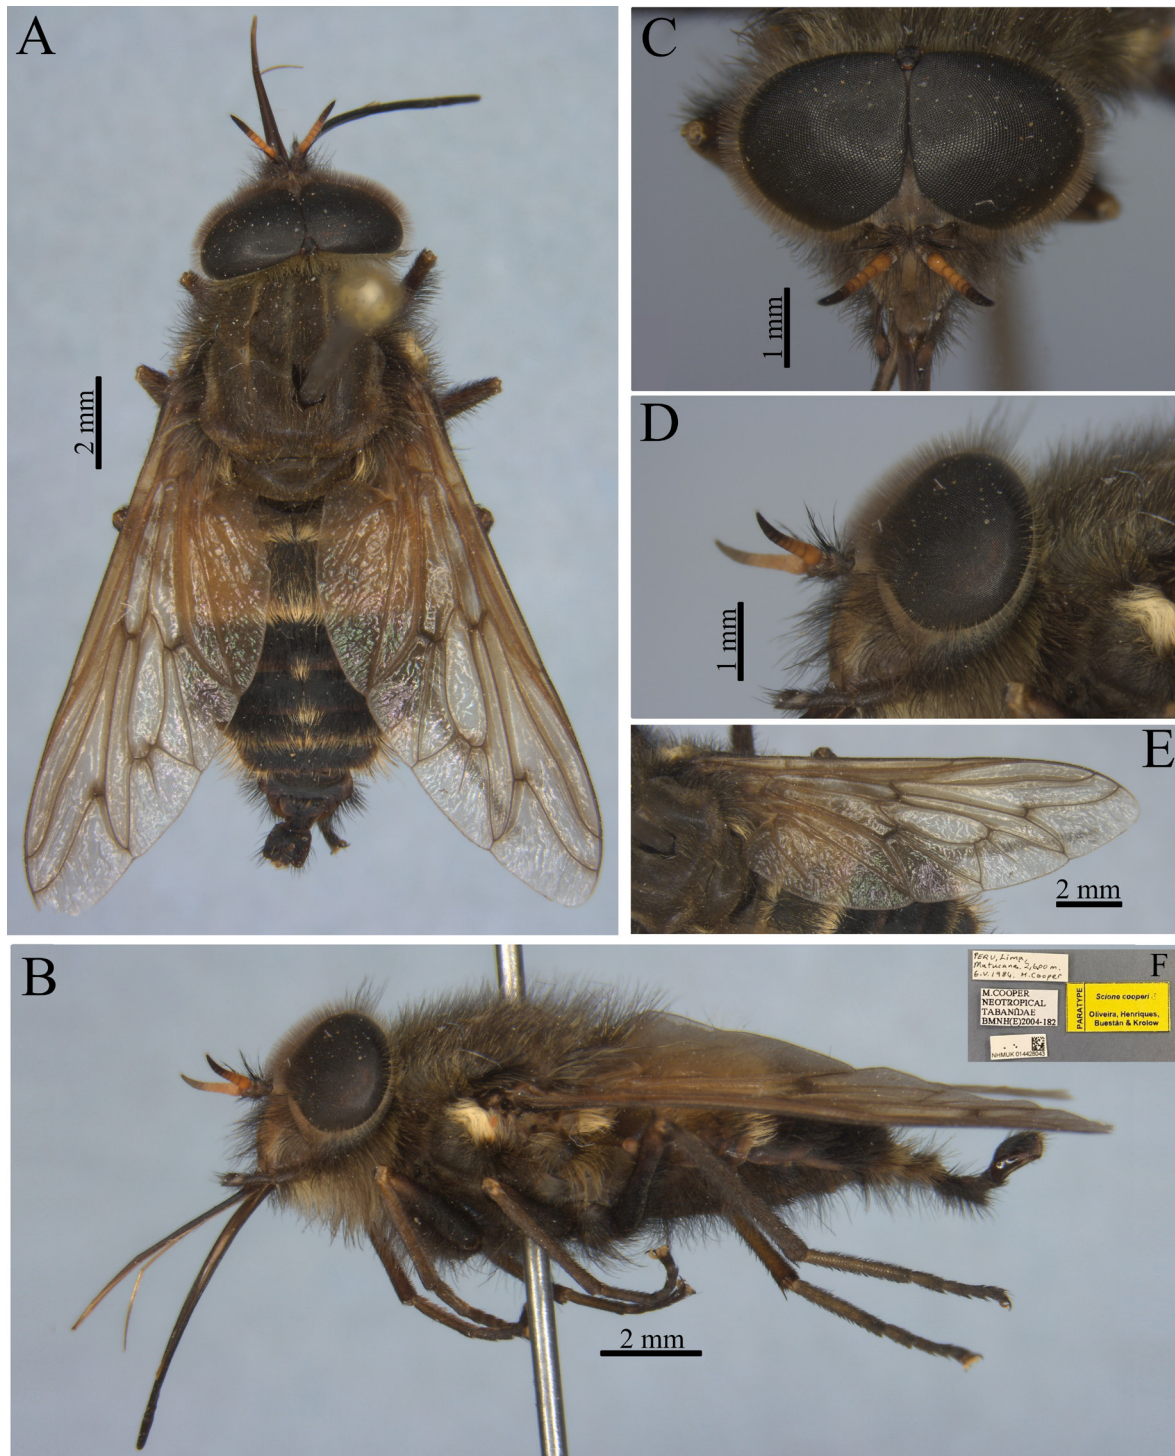 A
2 mm
C
1 mm
D
1 mm
E
2 mm
B
2 mm
F
PERU, Lima,
Matucana, 2,600m,
6.V.1984, M.Cooper
M.COOPER
NEOTROPICAL
TABANIDAE
BMNH(E)2004-182
NHMUK 014428043
PARATYPE
Scione cooperi ♂
Oliveira, Henriques,
Buestán & Krolow